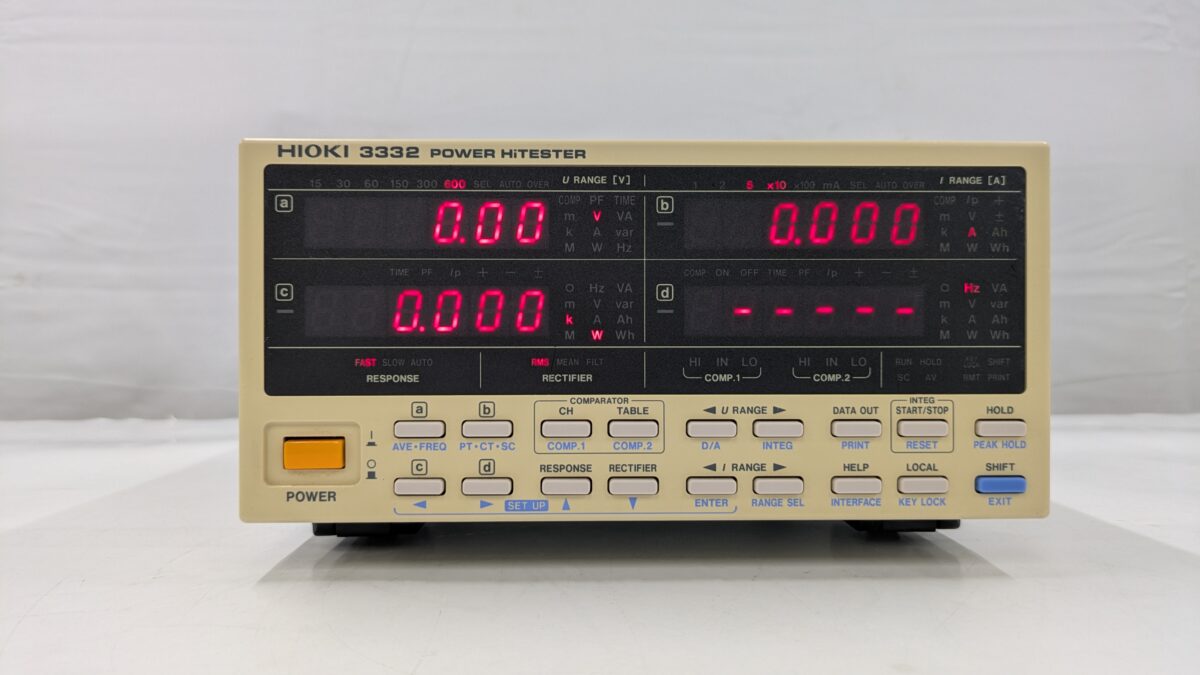 HIOKI 3332 POWER HiTESTER
15 30 60 150 300 600 SEL AUTO OVER U RANGE [V]
1 2 5 x10 x100 mA SEL AUTO OVER I RANGE [A]
a 0.00
COMP PF TIME
m V VA
k A var
M W Hz
b 0.000
COMP Ip + 
m V ±
k A Ah
M W Wh
TIME PF Ip + − ±
c 0.000
Hz VA
m V var
k A Ah
M W Wh
COMP ON OFF TIME PF Ip + − ±
d - - - - -
Hz VA
m V var
k A Ah
M W Wh
FAST SLOW AUTO
RESPONSE
RMS MEAN FILT
RECTIFIER
HI IN LO
COMP.1
HI IN LO
COMP.2
RUN HOLD KEY LOCK SHIFT
SC AV RMT PRINT
POWER
a b
AVE•FREQ PT•CT•SC
COMPARATOR
CH TABLE
COMP.1 COMP.2
◀ U RANGE ▶
D/A INTEG
DATA OUT
PRINT
INTEG
START/STOP
RESET
HOLD
PEAK HOLD
c d RESPONSE RECTIFIER
◀ ▶ SET UP ▲ ▼
◀ I RANGE ▶
ENTER RANGE SEL
HELP
INTERFACE
LOCAL
KEY LOCK
SHIFT
EXIT